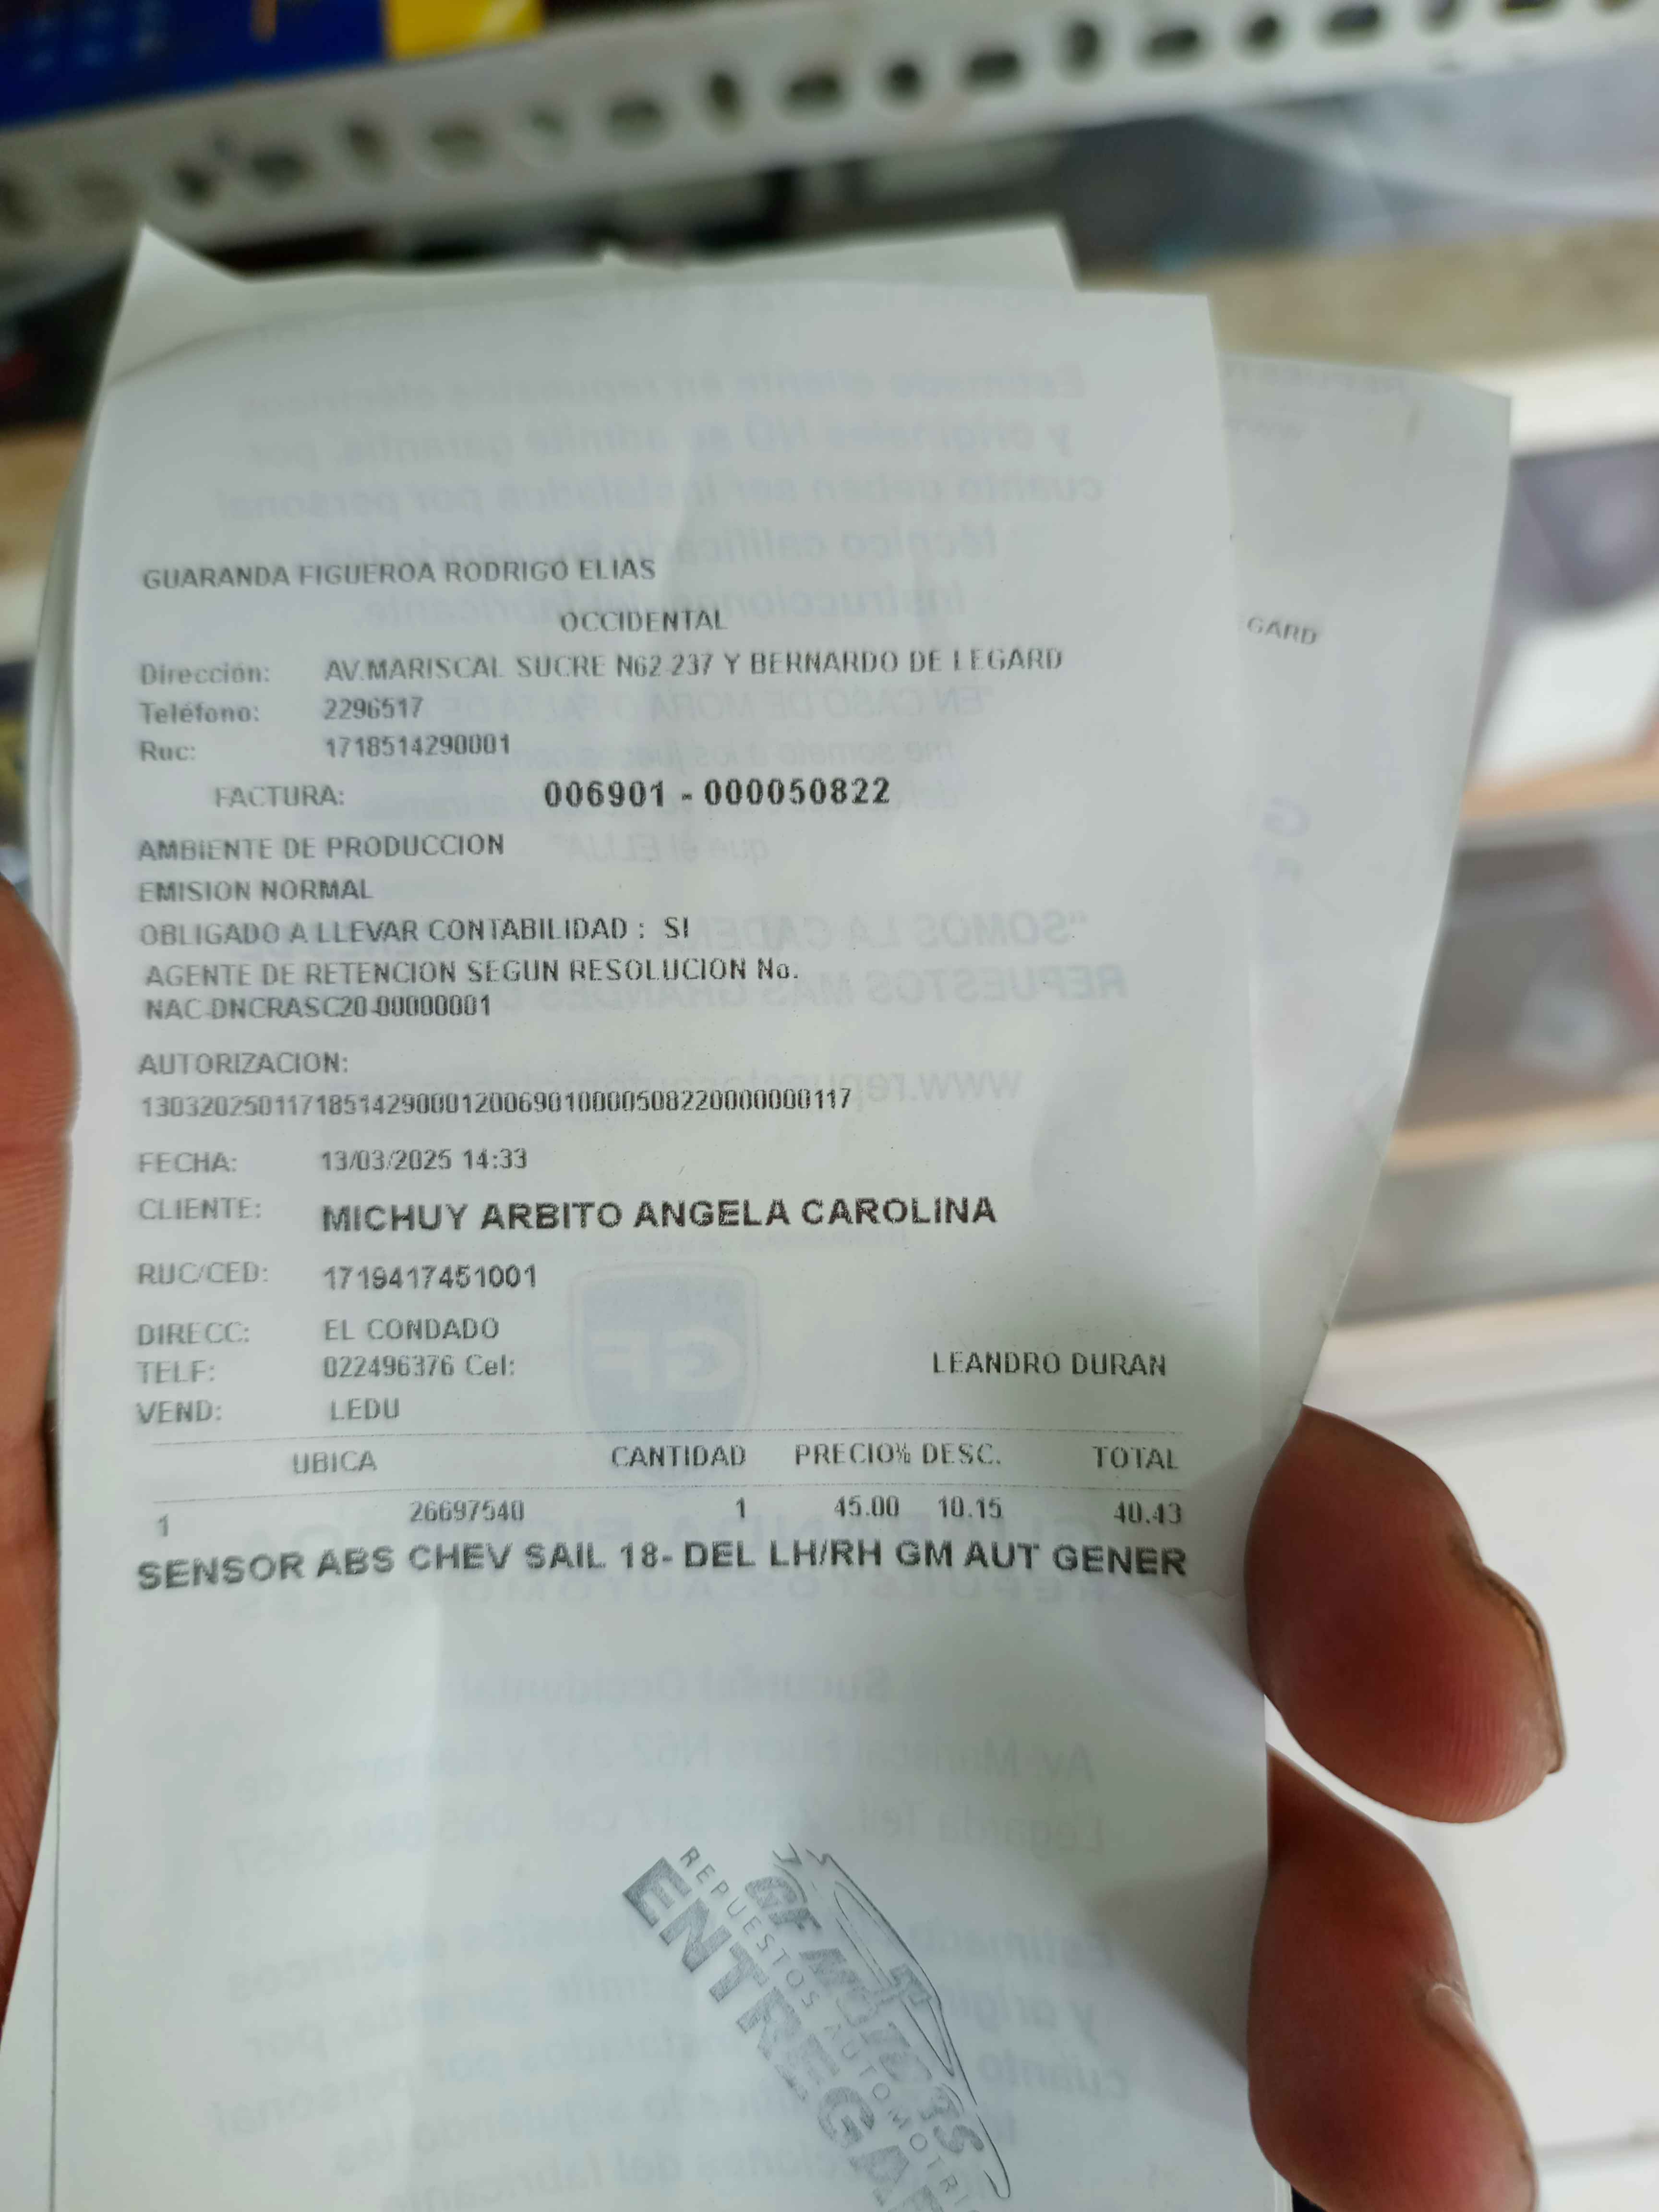 GUARANDA FIGUEROA RODRIGO ELIAS
OCCIDENTAL
Dirección: AV.MARISCAL SUCRE N62-237 Y BERNARDO DE LEGARD
Teléfono: 2296517
Ruc: 1718514290001
FACTURA: 006901 - 000050822
AMBIENTE DE PRODUCCION
EMISION NORMAL
OBLIGADO A LLEVAR CONTABILIDAD : SI
AGENTE DE RETENCION SEGUN RESOLUCION No.
NAC-DNCRASC20-00000001
AUTORIZACION:
1303202501171851429000120069010000508220000000117
FECHA: 13/03/2025 14:33
CLIENTE: MICHUY ARBITO ANGELA CAROLINA
RUC/CED: 1719417451001
DIRECC: EL CONDADO
TELF: 022496376 Cel: LEANDRO DURAN
VEND: LEDU
UBICA CANTIDAD PRECIO% DESC. TOTAL
1 26697540 1 45.00 10.15 40.43
SENSOR ABS CHEV SAIL 18- DEL LH/RH GM AUT GENER
EGARD
GF
REPUESTOS